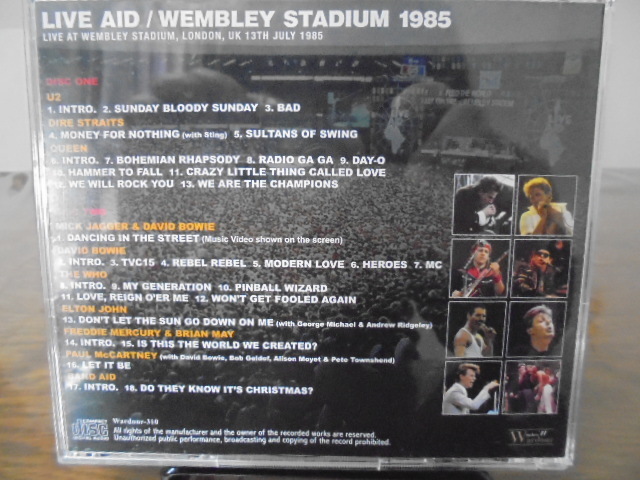 LIVE AID / WEMBLEY STADIUM 1985
LIVE AT WEMBLEY STADIUM, LONDON, UK 13TH JULY 1985
DISC ONE
U2
1. INTRO. 2. SUNDAY BLOODY SUNDAY 3. BAD
DIRE STRAITS
4. MONEY FOR NOTHING (with Sting) 5. SULTANS OF SWING
QUEEN
6. INTRO. 7. BOHEMIAN RHAPSODY 8. RADIO GA GA 9. DAY-O
10. HAMMER TO FALL 11. CRAZY LITTLE THING CALLED LOVE
12. WE WILL ROCK YOU 13. WE ARE THE CHAMPIONS
MICK JAGGER & DAVID BOWIE
1. DANCING IN THE STREET (Music Video shown on the screen)
DAVID BOWIE
2. INTRO. 3. TVC15 4. REBEL REBEL 5. MODERN LOVE 6. HEROES 7. MC
THE WHO
8. INTRO. 9. MY GENERATION 10. PINBALL WIZARD
11. LOVE, REIGN O'ER ME 12. WON'T GET FOOLED AGAIN
ELTON JOHN
13. DON'T LET THE SUN GO DOWN ON ME (with George Michael & Andrew Ridgeley)
FREDDIE MERCURY & BRIAN MAY
14. INTRO. 15. IS THIS THE WORLD WE CREATED?
PAUL McCARTNEY (with David Bowie, Bob Geldof, Alison Moyet & Pete Townshend)
16. LET IT BE
BAND AID
17. INTRO. 18. DO THEY KNOW IT'S CHRISTMAS?
COMPACT
disc
DIGITAL AUDIO
Wardour-310
All rights of the manufacturer and the owner of the recorded works are reserved.
Unauthorized public performance, broadcasting and copying of the record prohibited.
Wardour